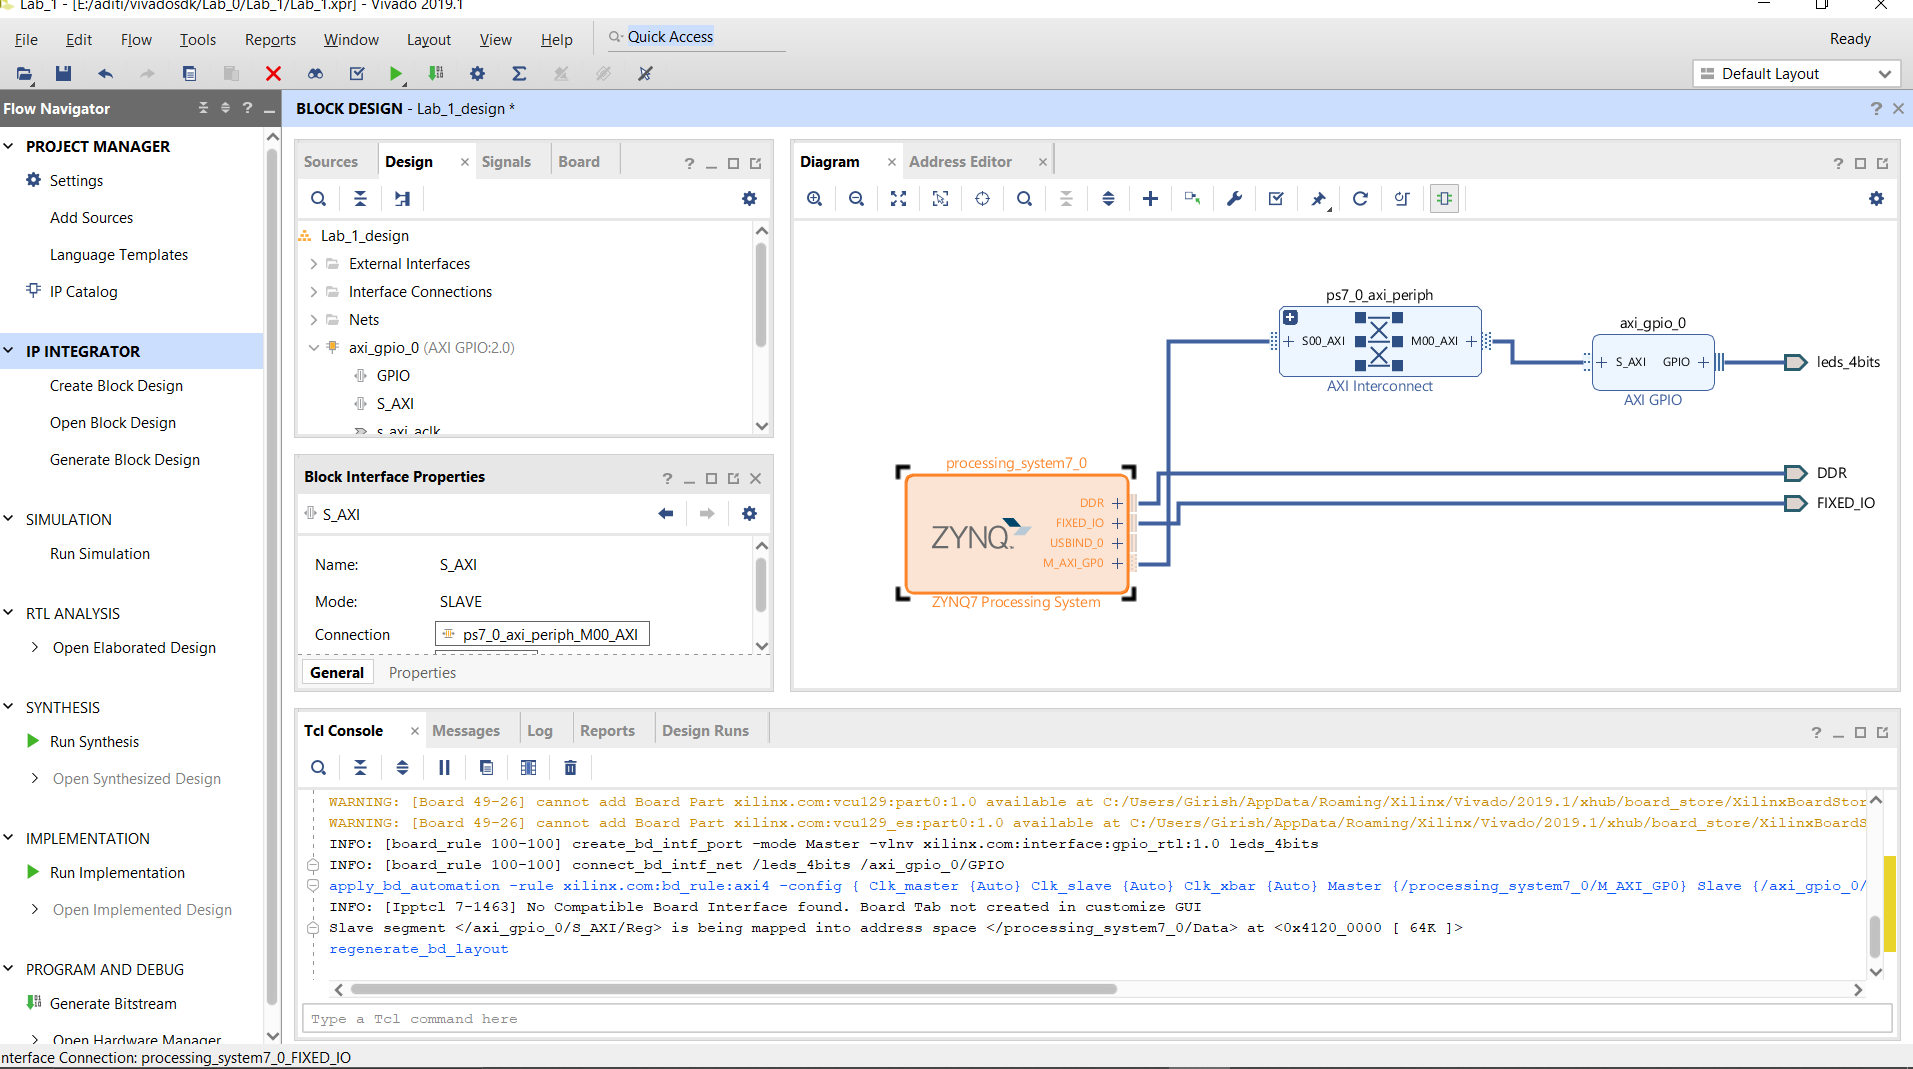 Lab_1 - [E:/aditi/vivadosdk/Lab_0/Lab_1/Lab_1.xpr] - Vivado 2019.1
File Edit Flow Tools Reports Window Layout View Help Quick Access Ready
Default Layout
Flow Navigator
PROJECT MANAGER
Settings
Add Sources
Language Templates
IP Catalog
IP INTEGRATOR
Create Block Design
Open Block Design
Generate Block Design
SIMULATION
Run Simulation
RTL ANALYSIS
Open Elaborated Design
SYNTHESIS
Run Synthesis
Open Synthesized Design
IMPLEMENTATION
Run Implementation
Open Implemented Design
PROGRAM AND DEBUG
Generate Bitstream
Open Hardware Manager
BLOCK DESIGN - Lab_1_design *
Sources Design Signals Board
Lab_1_design
External Interfaces
Interface Connections
Nets
axi_gpio_0 (AXI GPIO:2.0)
GPIO
S_AXI
s_axi_aclk
Block Interface Properties
S_AXI
Name: S_AXI
Mode: SLAVE
Connection ps7_0_axi_periph_M00_AXI
General Properties
Diagram Address Editor
ps7_0_axi_periph
S00_AXI M00_AXI
AXI Interconnect
axi_gpio_0
S_AXI GPIO
AXI GPIO
leds_4bits
DDR
FIXED_IO
processing_system7_0
ZYNQ
DDR
FIXED_IO
USBIND_0
M_AXI_GP0
ZYNQ7 Processing System
Tcl Console Messages Log Reports Design Runs
WARNING: [Board 49-26] cannot add Board Part xilinx.com:vcu129:part0:1.0 available at C:/Users/Girish/AppData/Roaming/Xilinx/Vivado/2019.1/xhub/board_store/XilinxBoardStor
WARNING: [Board 49-26] cannot add Board Part xilinx.com:vcu129_es:part0:1.0 available at C:/Users/Girish/AppData/Roaming/Xilinx/Vivado/2019.1/xhub/board_store/XilinxBoardS
INFO: [board_rule 100-100] create_bd_intf_port -mode Master -vlnv xilinx.com:interface:gpio_rtl:1.0 leds_4bits
INFO: [board_rule 100-100] connect_bd_intf_net /leds_4bits /axi_gpio_0/GPIO
apply_bd_automation -rule xilinx.com:bd_rule:axi4 -config { Clk_master {Auto} Clk_slave {Auto} Clk_xbar {Auto} Master {/processing_system7_0/M_AXI_GP0} Slave {/axi_gpio_0/
INFO: [Ipptcl 7-1463] No Compatible Board Interface found. Board Tab not created in customize GUI
Slave segment </axi_gpio_0/S_AXI/Reg> is being mapped into address space </processing_system7_0/Data> at <0x4120_0000 [ 64K ]>
regenerate_bd_layout
Type a Tcl command here
nterface Connection: processing_system7_0_FIXED_IO